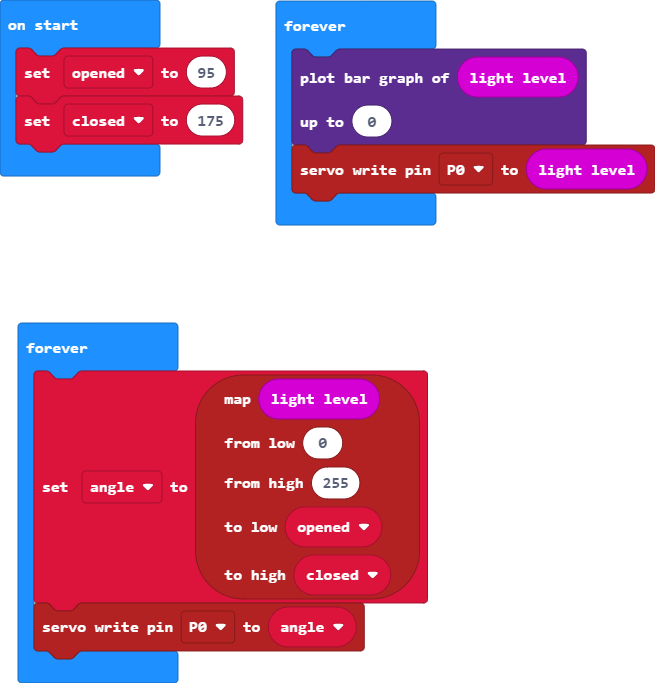 on start
set opened to 95
set closed to 175
forever
plot bar graph of light level
up to 0
servo write pin P0 to light level
forever
set angle to
map light level
from low 0
from high 255
to low opened
to high closed
servo write pin P0 to angle